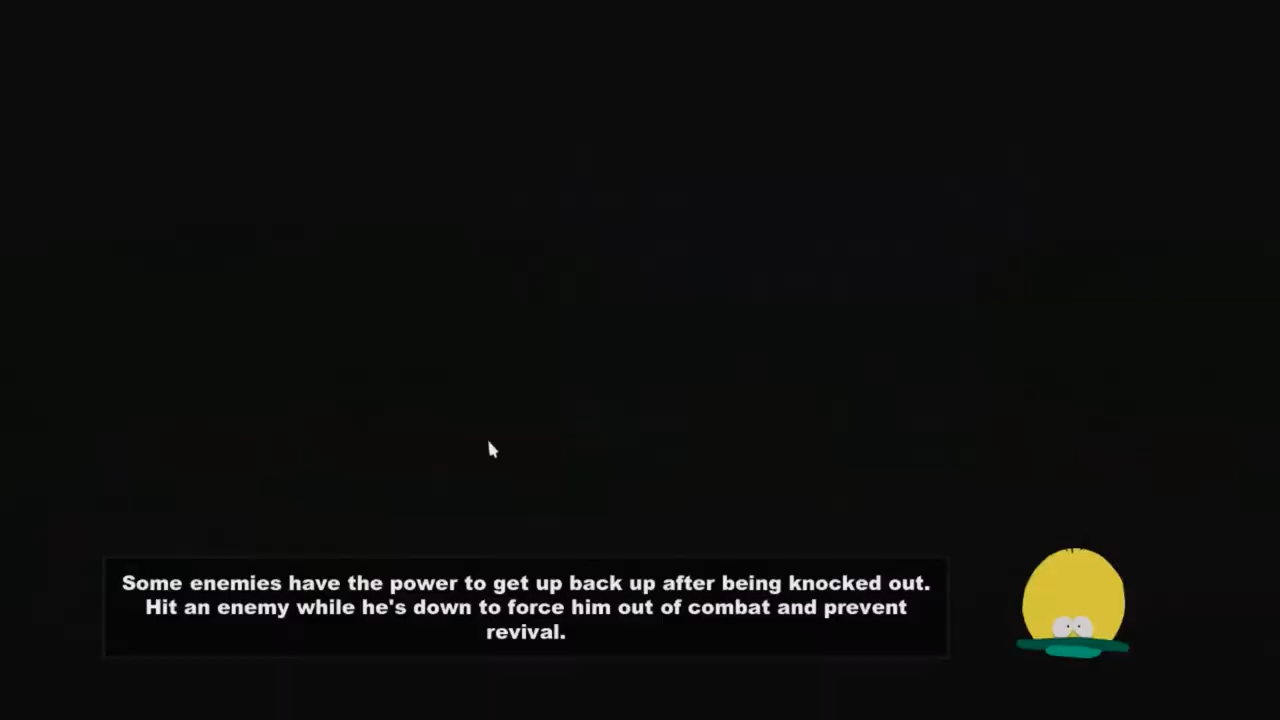 Some enemies have the power to get up back up after being knocked out.
Hit an enemy while he's down to force him out of combat and prevent
revival.